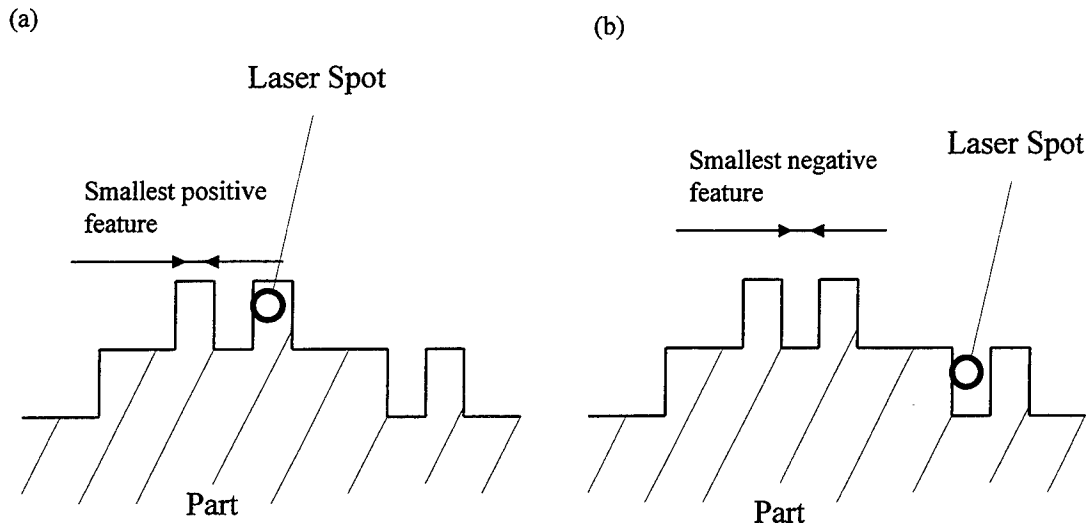 (a)
Laser Spot
Smallest positive
feature
Part
(b)
Laser Spot
Smallest negative
feature
Part